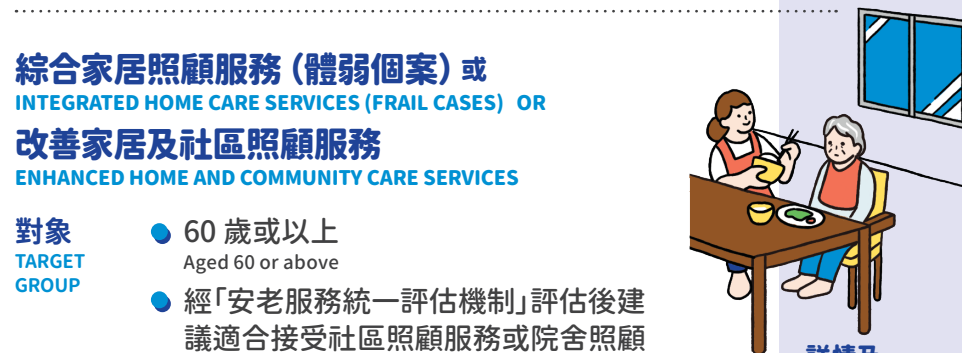 綜合家居照顧服務（體弱個案）或
INTEGRATED HOME CARE SERVICES (FRAIL CASES) OR
改善家居及社區照顧服務
ENHANCED HOME AND COMMUNITY CARE SERVICES
對象
TARGET
GROUP
60 歲或以上
Aged 60 or above
經「安老服務統一評估機制」評估後建
議適合接受社區照顧服務或院舍照顧
詳情及